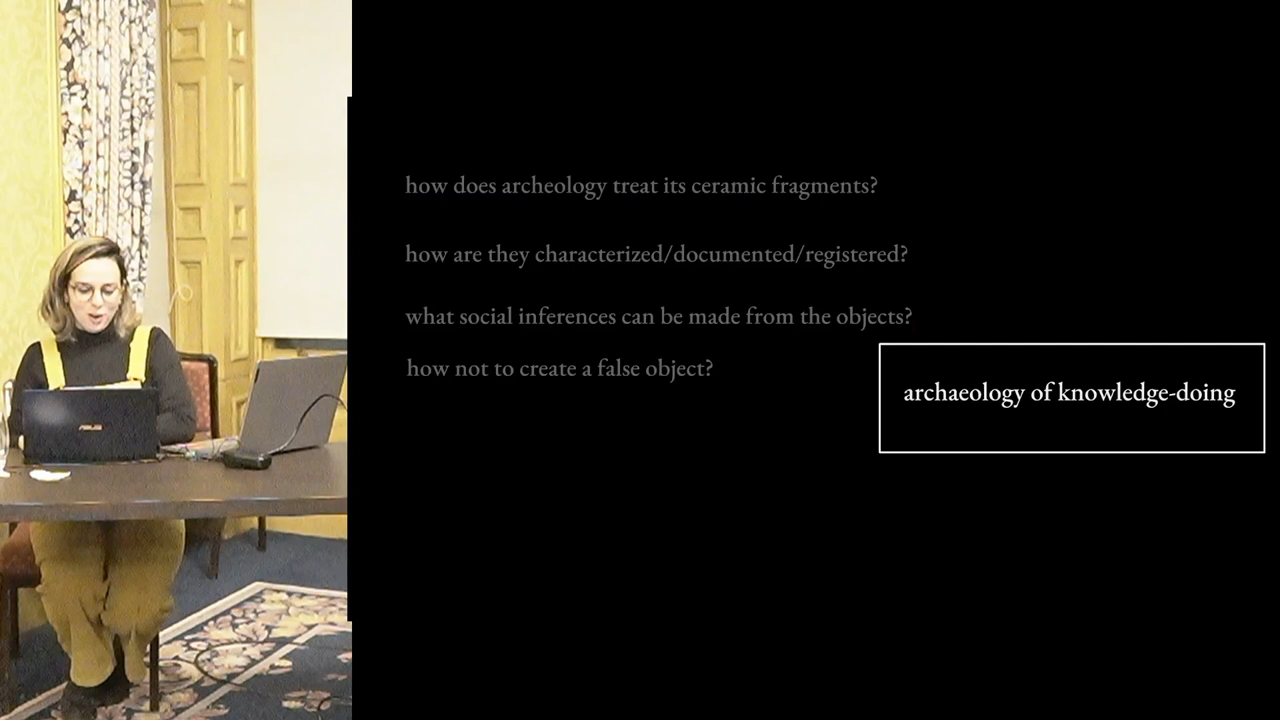 how does archeology treat its ceramic fragments?
how are they characterized/documented/registered?
what social inferences can be made from the objects?
how not to create a false object?
archaeology of knowledge-doing
ASUS